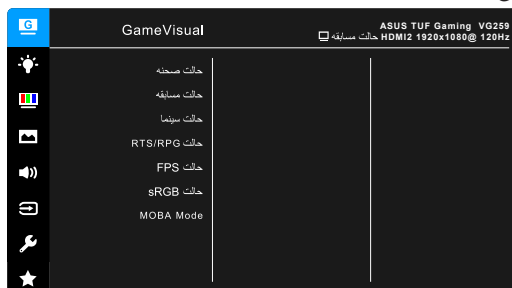 G
GameVisual
ASUS TUF Gaming VG259
حالت مسابقه HDMI2 1920x1080@ 120Hz
حالت صحنه
حالت مسابقه
حالت سینما
حالت RTS/RPG
حالت FPS
حالت sRGB
MOBA Mode